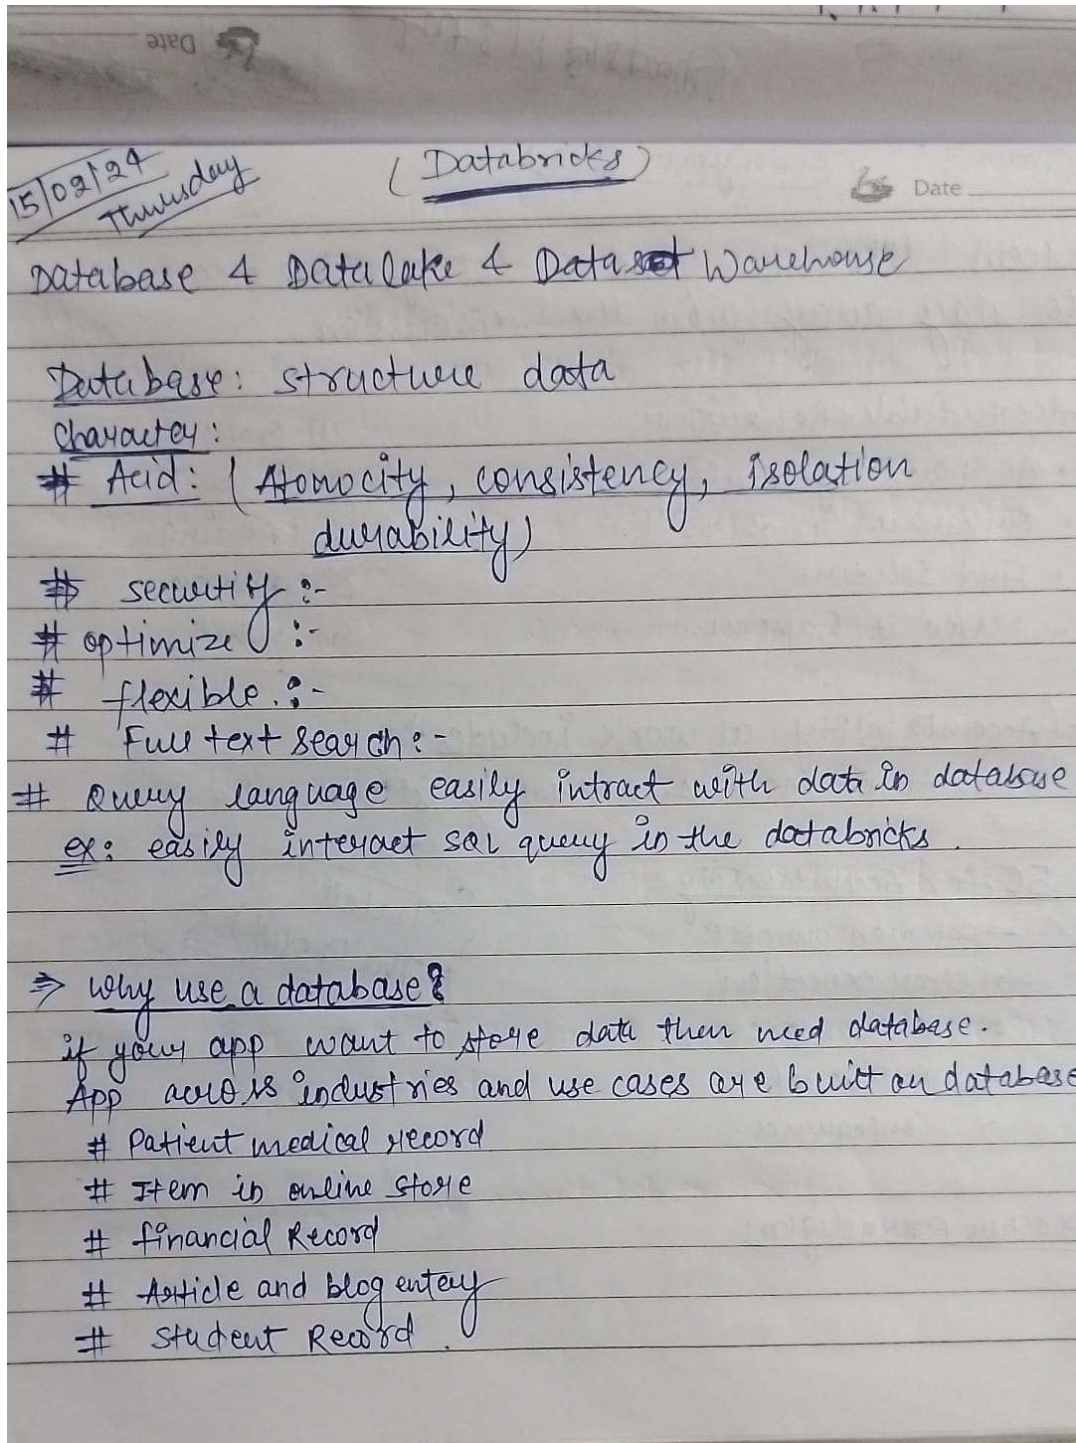 Date
15/02/24
Thursday
(Databricks)
Date
Database & Data lake & Data Warehouse
Database: structure data
Character:
# Acid: (Atomocity, consistency, isolation
durability)
# security :-
# optimize :-
# flexible. :-
# Full text search :-
# Query language easily intract with data in database
ex: easily interact SQL query in the databricks.
⇒ Why use a database?
if your app want to store data then need database.
App across industries and use cases are built on database
# Patient medical record
# Item in online store
# financial Record
# Article and blog entry
# Student Record.